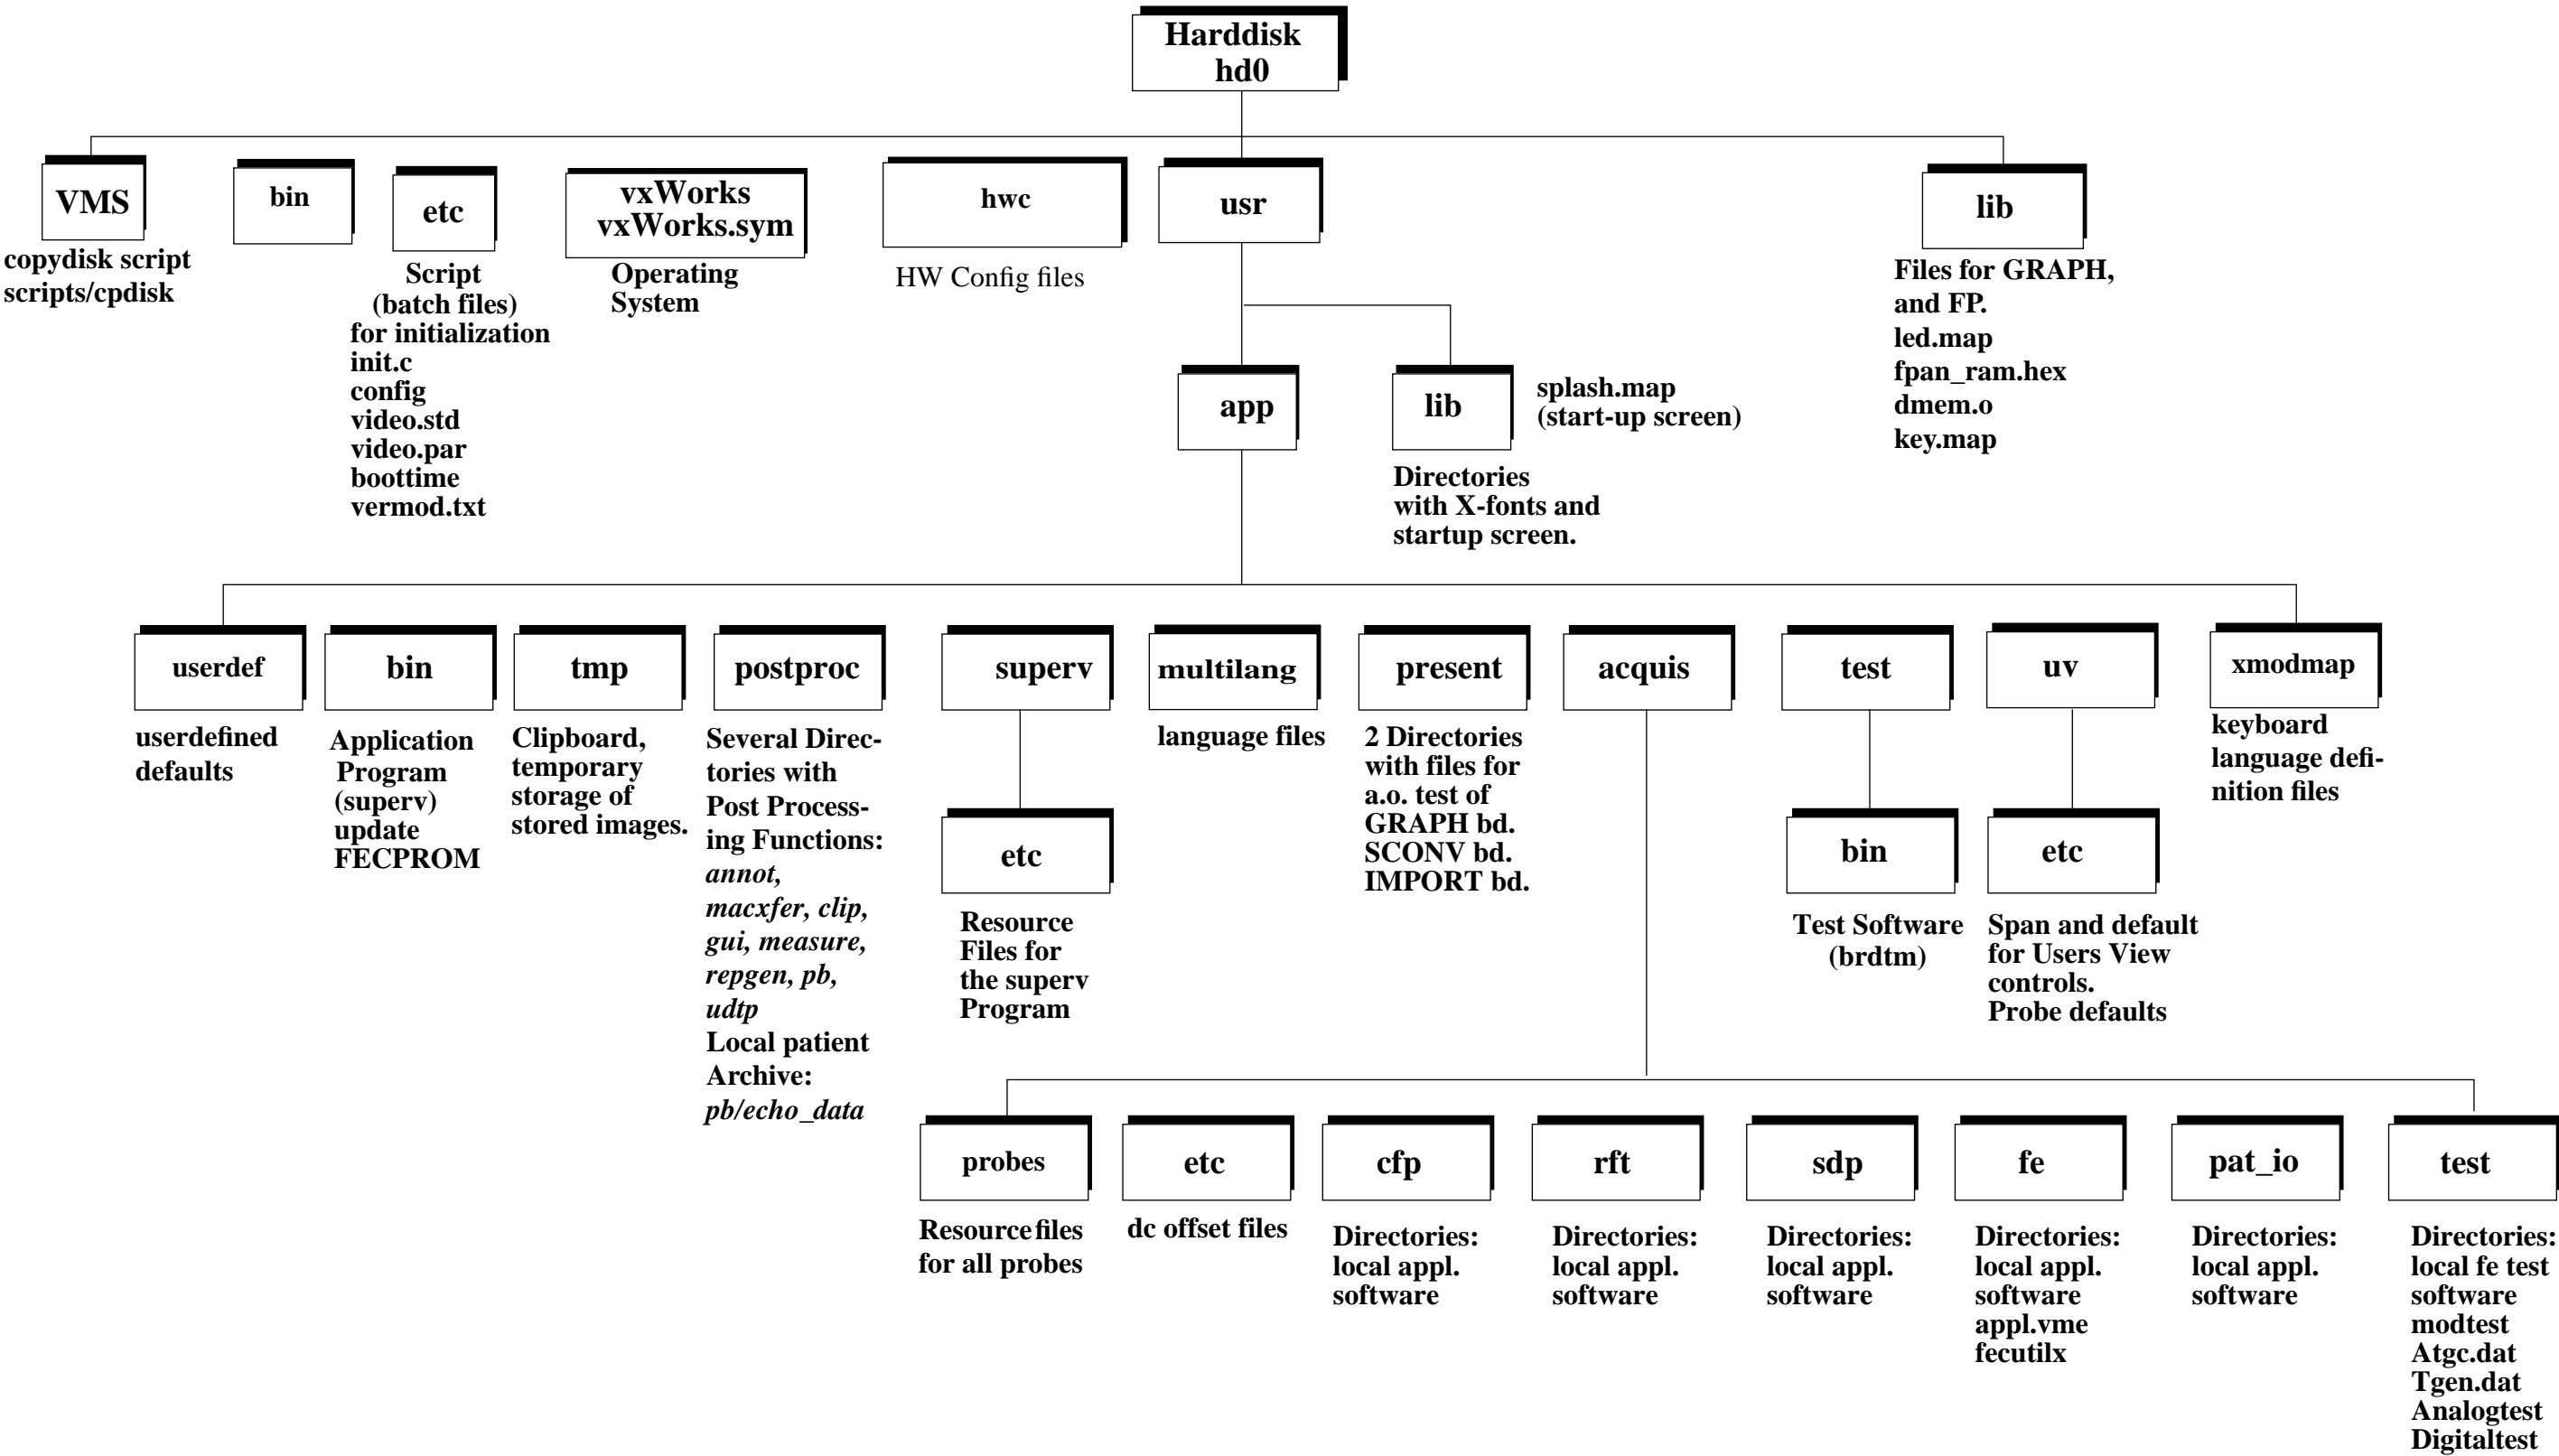 Harddisk
hd0
VMS
copydisk script
scripts/cpdisk
bin
etc
Script
(batch files)
for initialization
init.c
config
video.std
video.par
boottime
vermod.txt
vxWorks
vxWorks.sym
Operating
System
hwc
HW Config files
usr
lib
Files for GRAPH,
and FP.
led.map
fpan_ram.hex
dmem.o
key.map
app
lib
splash.map
(start-up screen)
Directories
with X-fonts and
startup screen.
userdef
userdefined
defaults
bin
Application
Program
(superv)
update
FECPROM
tmp
Clipboard,
temporary
storage of
stored images.
postproc
Several Direc-
tories with
Post Process-
ing Functions:
annot,
macxfer, clip,
gui, measure,
repgen, pb,
udtp
Local patient
Archive:
pb/echo_data
superv
etc
Resource
Files for
the superv
Program
multilang
language files
present
2 Directories
with files for
a.o. test of
GRAPH bd.
SCONV bd.
IMPORT bd.
acquis
test
bin
Test Software
(brdtm)
uv
etc
Span and default
for Users View
controls.
Probe defaults
xmodmap
keyboard
language defi-
nition files
probes
Resource files
for all probes
etc
dc offset files
cfp
Directories:
local appl.
software
rft
Directories:
local appl.
software
sdp
Directories:
local appl.
software
fe
Directories:
local appl.
software
appl.vme
fecutilx
pat_io
Directories:
local appl.
software
test
Directories:
local fe test
software
modtest
Atgc.dat
Tgen.dat
Analogtest
Digitaltest